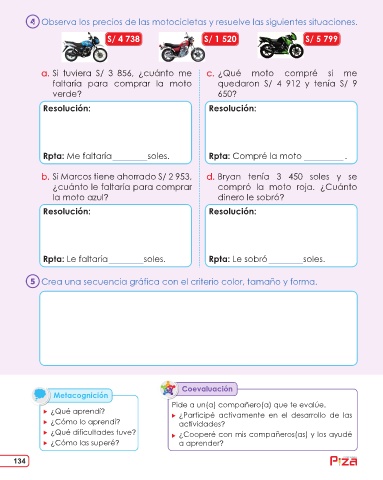 4 Observa los precios de las motocicletas y resuelve las siguientes situaciones.
S/ 4 738
S/ 1 520
S/ 5 799
a. Si tuviera S/ 3 856, ¿cuánto me
faltaría para comprar la moto
verde?
Resolución:
Rpta: Me faltaría________soles.
c. ¿Qué moto compré si me
quedaron S/ 4 912 y tenía S/ 9
650?
Resolución:
Rpta: Compré la moto _________ .
b. Si Marcos tiene ahorrado S/ 2 953,
¿cuánto le faltaría para comprar
la moto azul?
Resolución:
Rpta: Le faltaría________soles.
d. Bryan tenía 3 450 soles y se
compró la moto roja. ¿Cuánto
dinero le sobró?
Resolución:
Rpta: Le sobró________soles.
5 Crea una secuencia gráfica con el criterio color, tamaño y forma.
Metacognición
¿Qué aprendí?
¿Cómo lo aprendí?
¿Qué dificultades tuve?
¿Cómo las superé?
Coevaluación
Pide a un(a) compañero(a) que te evalúe.
¿Participé activamente en el desarrollo de las
actividades?
¿Cooperé con mis compañeros(as) y los ayudé
a aprender?
134